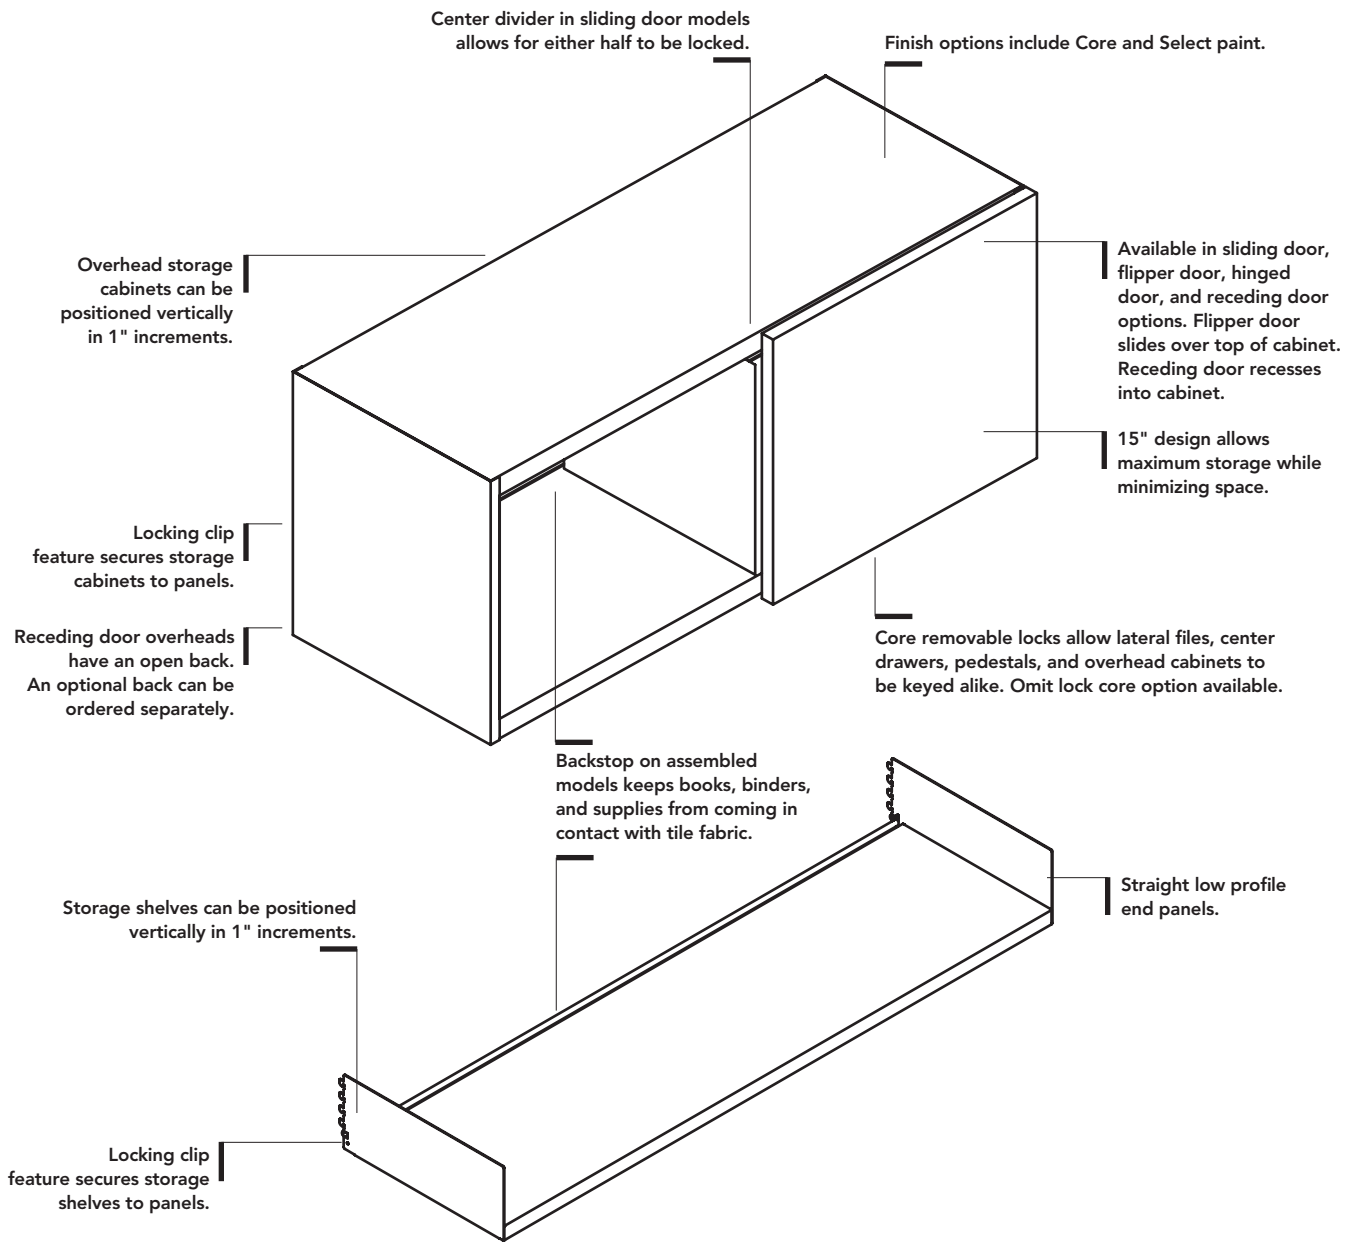 Center divider in sliding door models
allows for either half to be locked.
Finish options include Core and Select paint.
Overhead storage
cabinets can be
positioned vertically
in 1" increments.
Available in sliding door,
flipper door, hinged
door, and receding door
options. Flipper door
slides over top of cabinet.
Receding door recesses
into cabinet.
15" design allows
maximum storage while
minimizing space.
Locking clip
feature secures storage
cabinets to panels.
Receding door overheads
have an open back.
An optional back can be
ordered separately.
Core removable locks allow lateral files, center
drawers, pedestals, and overhead cabinets to
be keyed alike. Omit lock core option available.
Backstop on assembled
models keeps books, binders,
and supplies from coming in
contact with tile fabric.
Straight low profile
end panels.
Storage shelves can be positioned
vertically in 1" increments.
Locking clip
feature secures storage
shelves to panels.